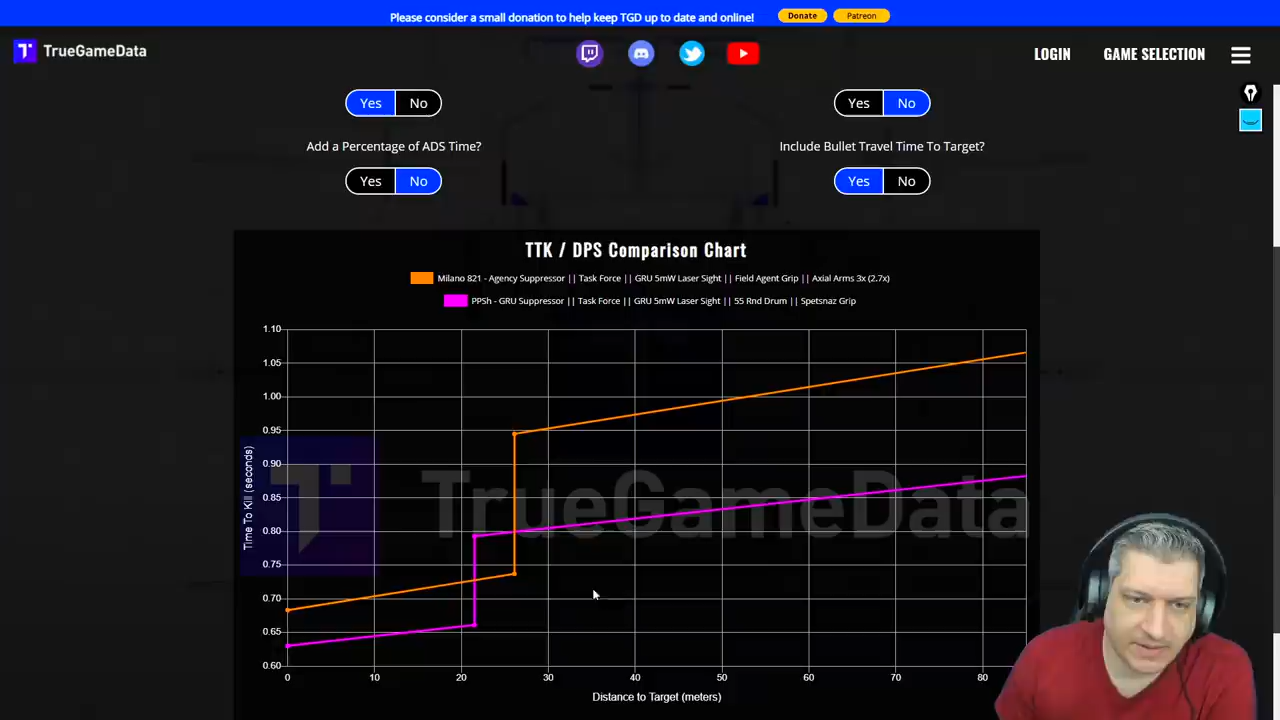 Please consider a small donation to help keep TGD up to date and online!
Donate
Patreon
TrueGameData
LOGIN
GAME SELECTION
Yes No
Yes No
Add a Percentage of ADS Time?
Include Bullet Travel Time To Target?
Yes No
Yes No
TTK / DPS Comparison Chart
Milano 821 - Agency Suppressor || Task Force || GRU 5mW Laser Sight || Field Agent Grip || Axial Arms 3x (2.7x)
PPSh - GRU Suppressor || Task Force || GRU 5mW Laser Sight || 55 Rnd Drum || Spetsnaz Grip
1.10
1.05
1.00
0.95
0.90
0.85
0.80
0.75
0.70
0.65
0.60
Time To Kill (seconds)
TrueGameData
0 10 20 30 40 50 60 70 80
Distance to Target (meters)